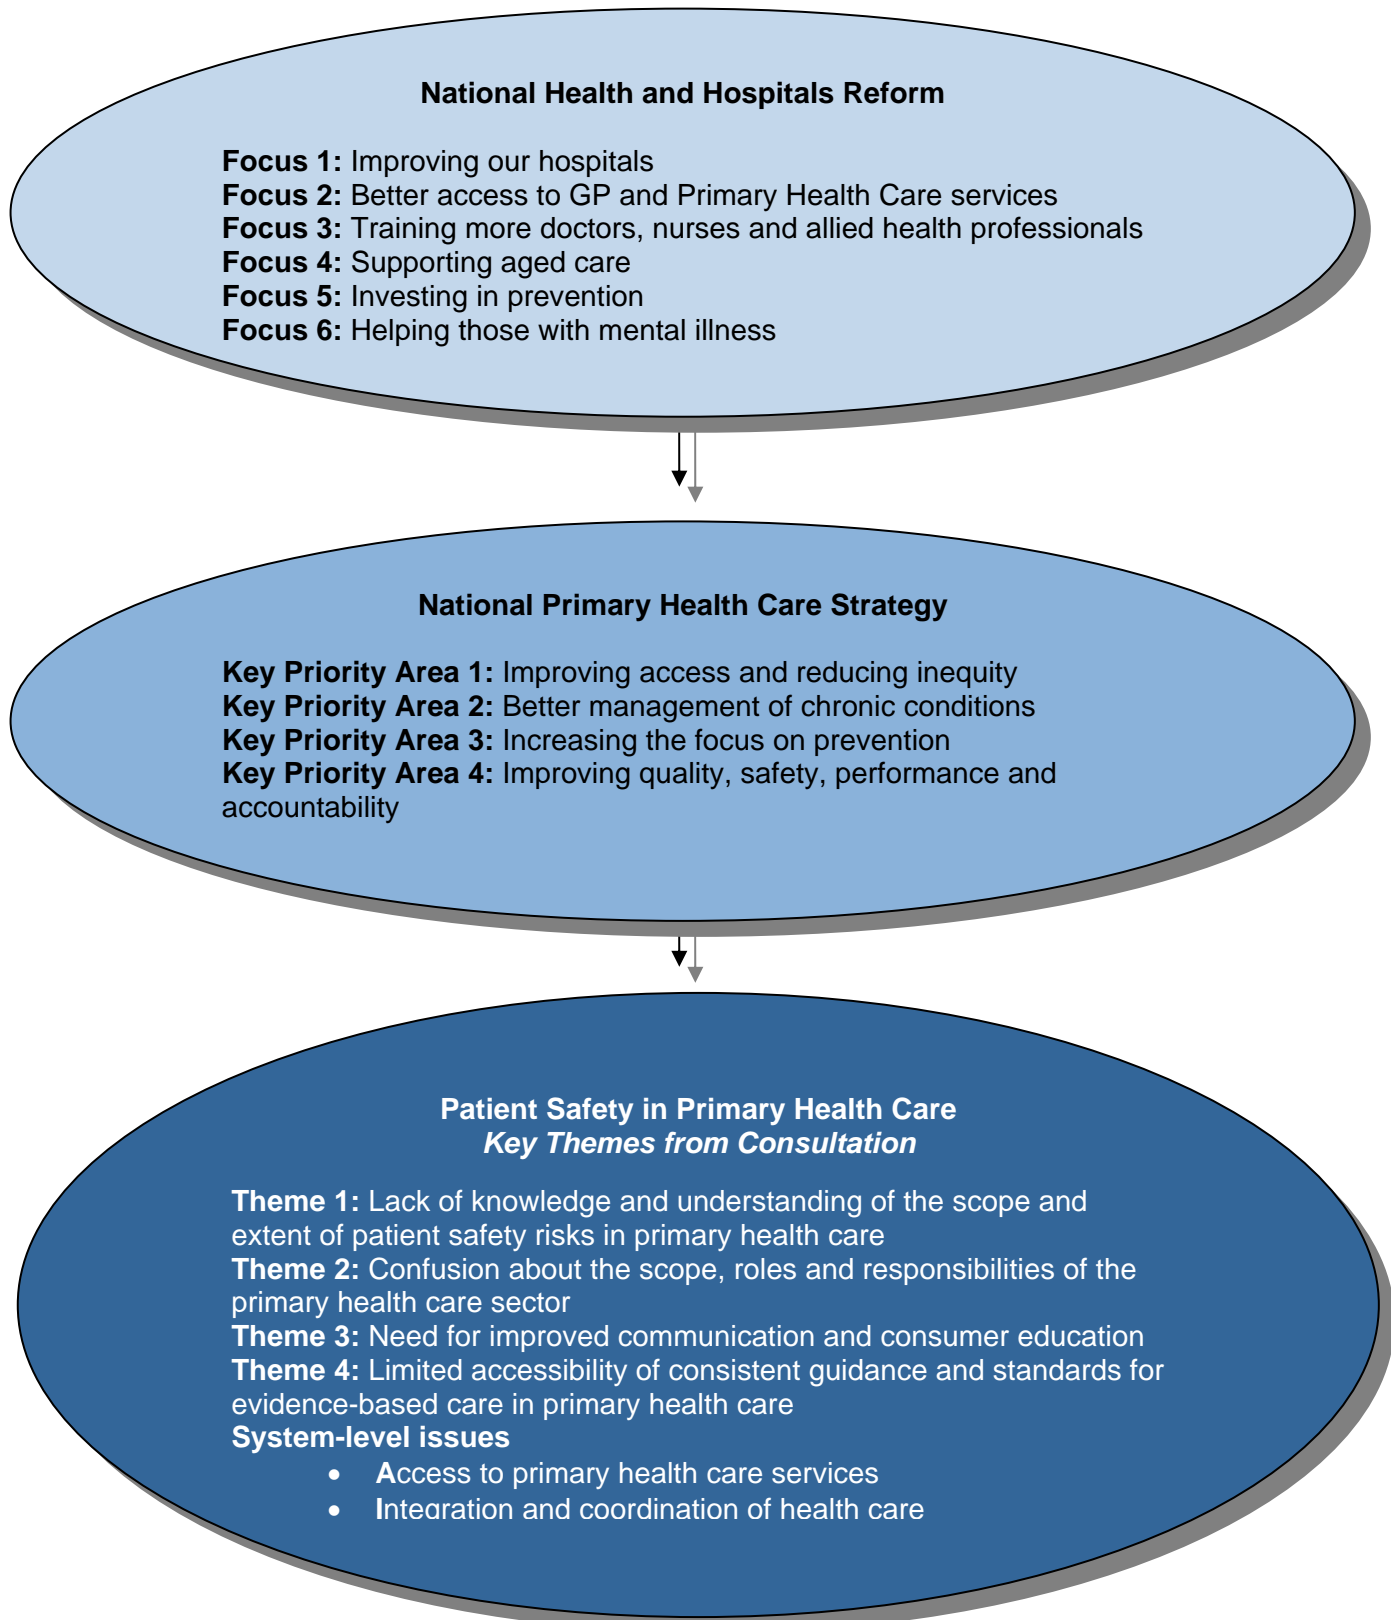 National Health and Hospitals Reform
Focus 1: Improving our hospitals
Focus 2: Better access to GP and Primary Health Care services
Focus 3: Training more doctors, nurses and allied health professionals
Focus 4: Supporting aged care
Focus 5: Investing in prevention
Focus 6: Helping those with mental illness
National Primary Health Care Strategy
Key Priority Area 1: Improving access and reducing inequity
Key Priority Area 2: Better management of chronic conditions
Key Priority Area 3: Increasing the focus on prevention
Key Priority Area 4: Improving quality, safety, performance and
accountability
Patient Safety in Primary Health Care
Key Themes from Consultation
Theme 1: Lack of knowledge and understanding of the scope and
extent of patient safety risks in primary health care
Theme 2: Confusion about the scope, roles and responsibilities of the
primary health care sector
Theme 3: Need for improved communication and consumer education
Theme 4: Limited accessibility of consistent guidance and standards for
evidence-based care in primary health care
System-level issues
• Access to primary health care services
• Integration and coordination of health care